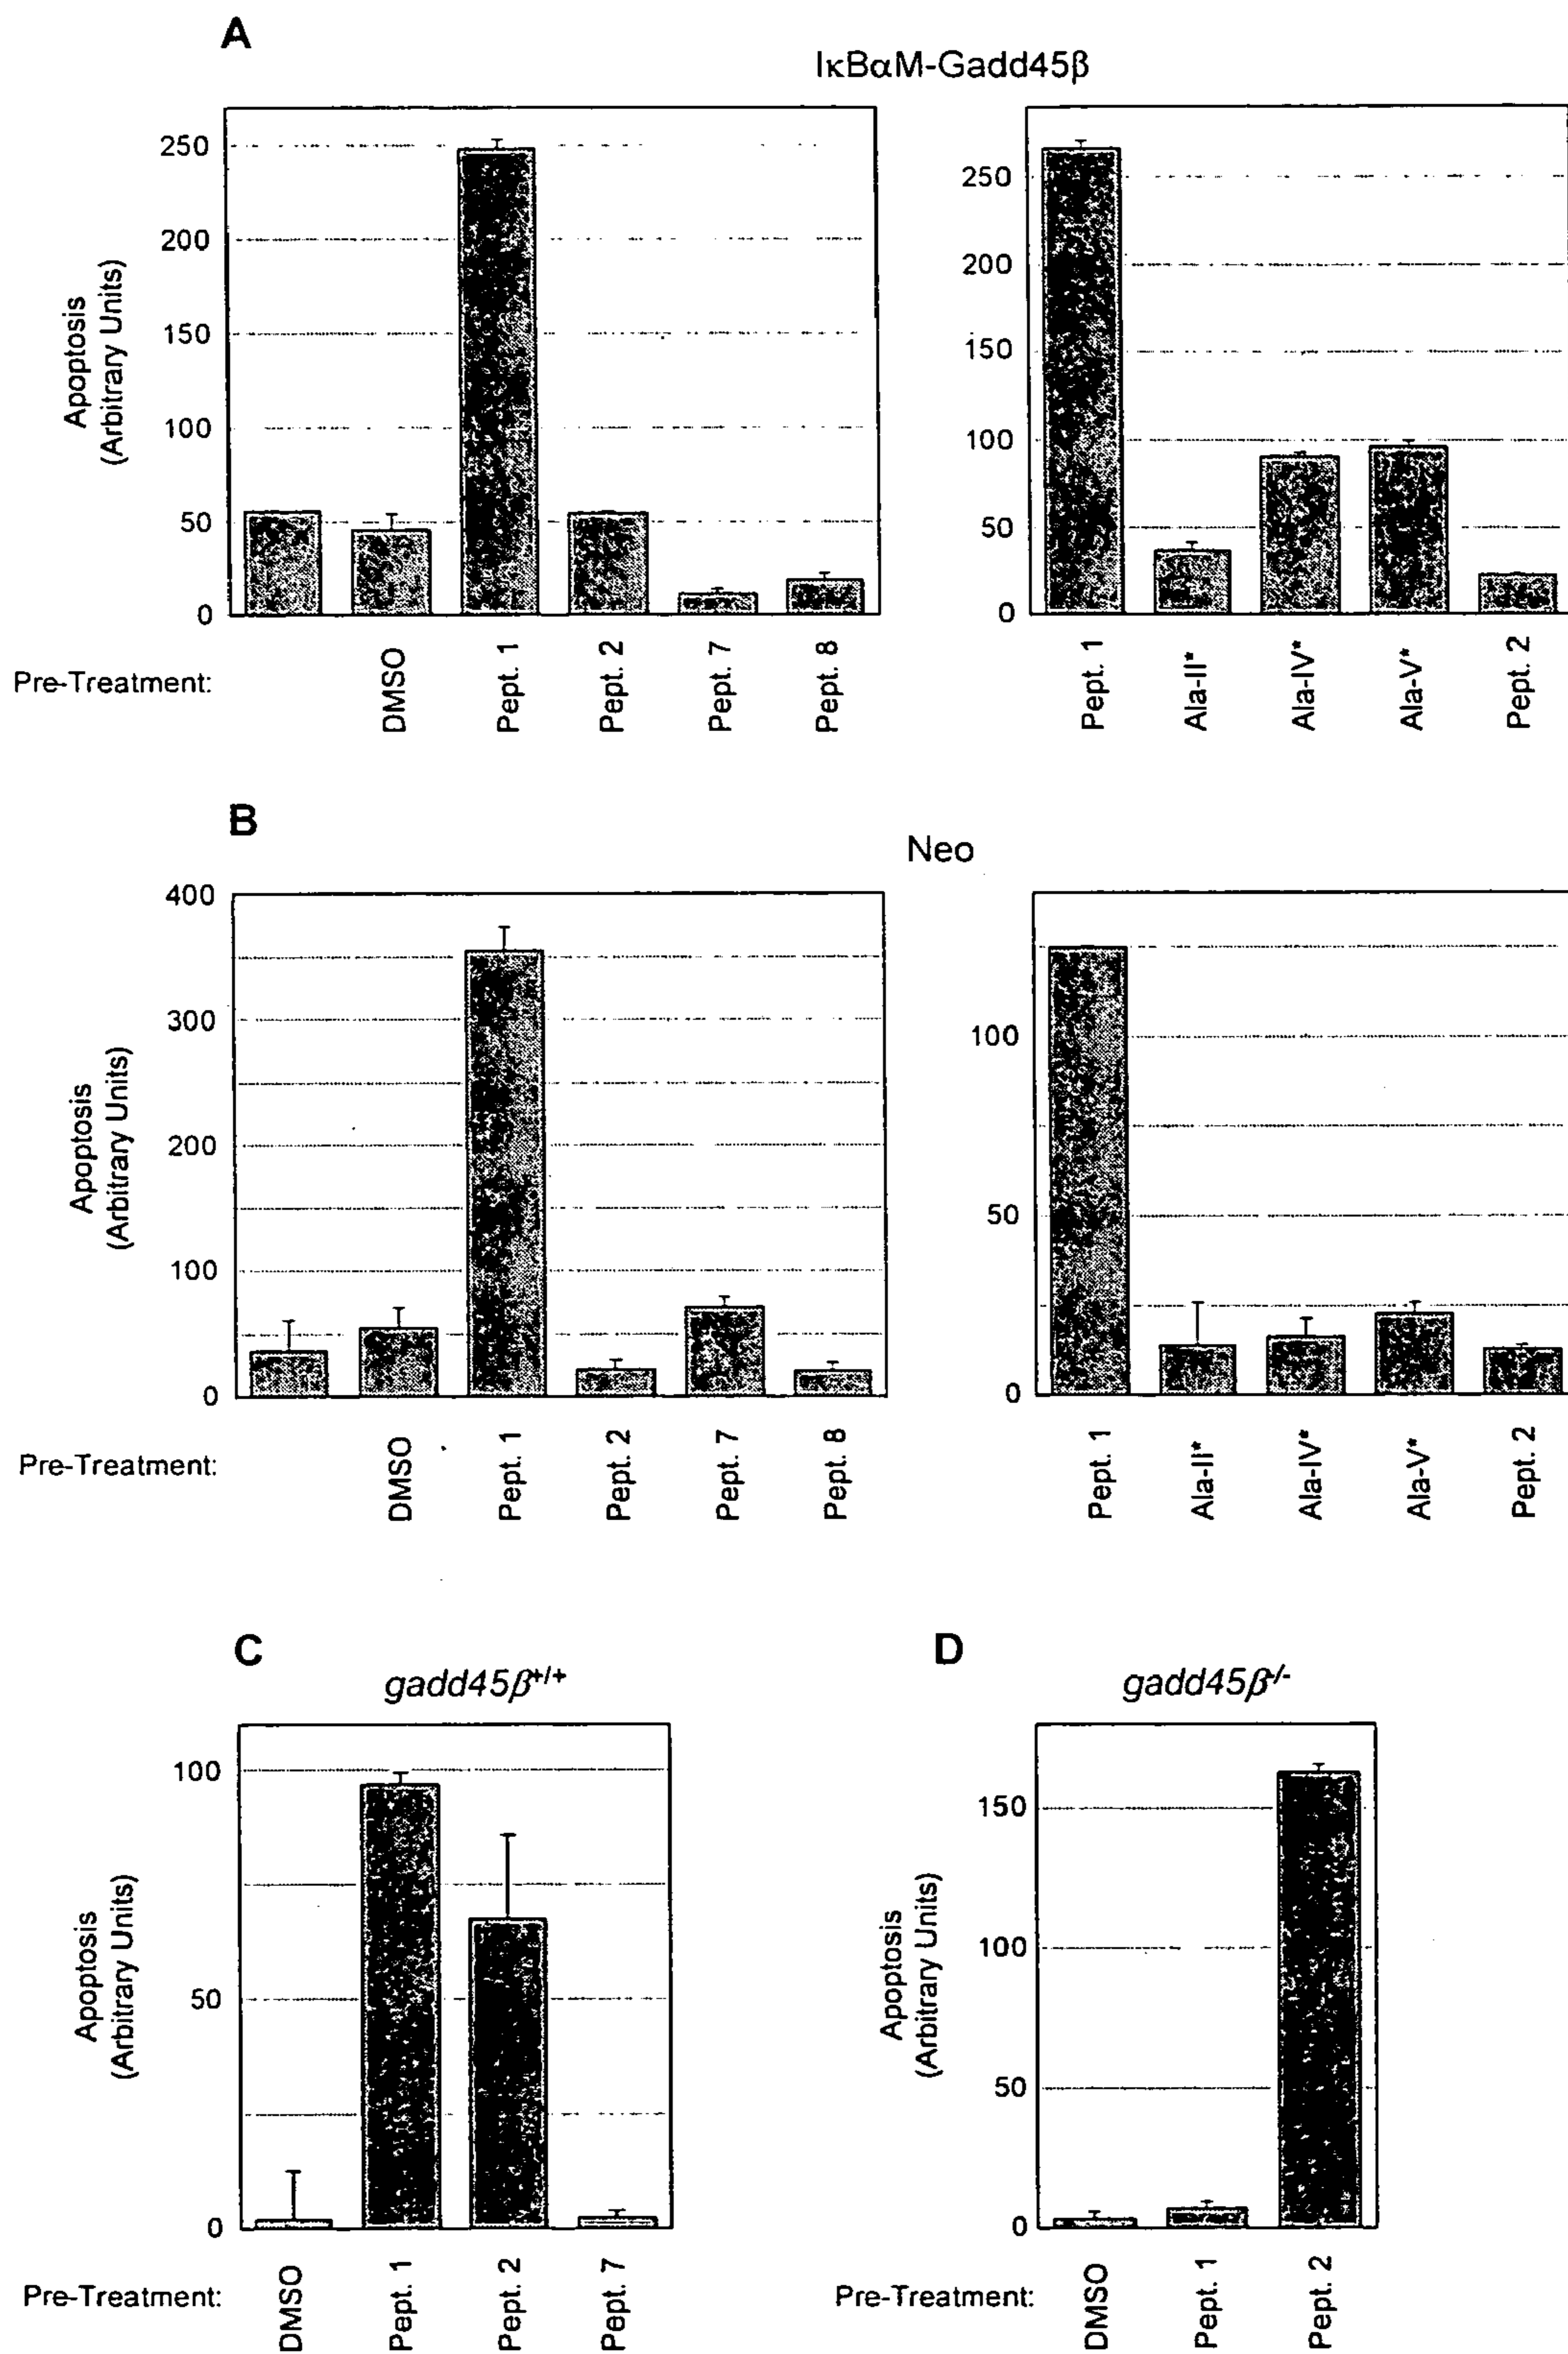 A
IκBαM-Gadd45β
Apoptosis
(Arbitrary Units)
250
200
150
100
50
0
250
200
150
100
50
0
Pre-Treatment:
DMSO
Pept. 1
Pept. 2
Pept. 7
Pept. 8
Pept. 1
Ala-II*
Ala-IV*
Ala-V*
Pept. 2
B
Neo
Apoptosis
(Arbitrary Units)
400
300
200
100
0
100
50
0
Pre-Treatment:
DMSO
Pept. 1
Pept. 2
Pept. 7
Pept. 8
Pept. 1
Ala-II*
Ala-IV*
Ala-V*
Pept. 2
C
gadd45β+/+
Apoptosis
(Arbitrary Units)
100
50
0
Pre-Treatment:
DMSO
Pept. 1
Pept. 2
Pept. 7
D
gadd45β-/-
Apoptosis
(Arbitrary Units)
150
100
50
0
Pre-Treatment:
DMSO
Pept. 1
Pept. 2